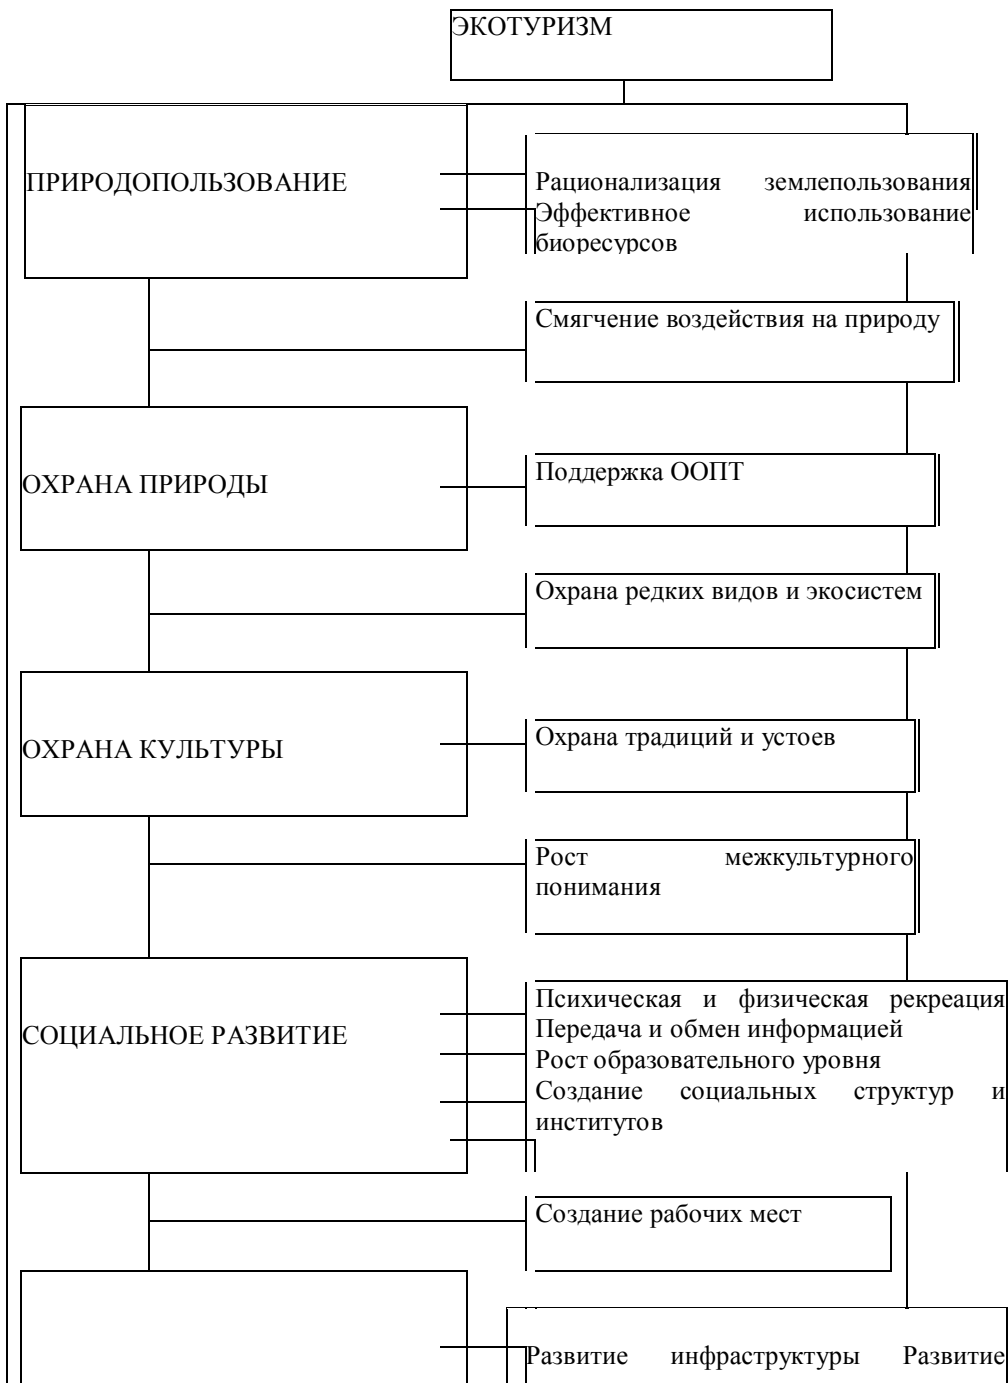 ЭКОТУРИЗМ
ПРИРОДОПОЛЬЗОВАНИЕ
Рационализация землепользования
Эффективное использование
биоресурсов
Смягчение воздействия на природу
ОХРАНА ПРИРОДЫ
Поддержка ООПТ
Охрана редких видов и экосистем
ОХРАНА КУЛЬТУРЫ
Охрана традиций и устоев
Рост межкультурного
понимания
СОЦИАЛЬНОЕ РАЗВИТИЕ
Психическая и физическая рекреация
Передача и обмен информацией
Рост образовательного уровня
Создание социальных структур и
институтов
Создание рабочих мест
Развитие инфраструктуры Развитие